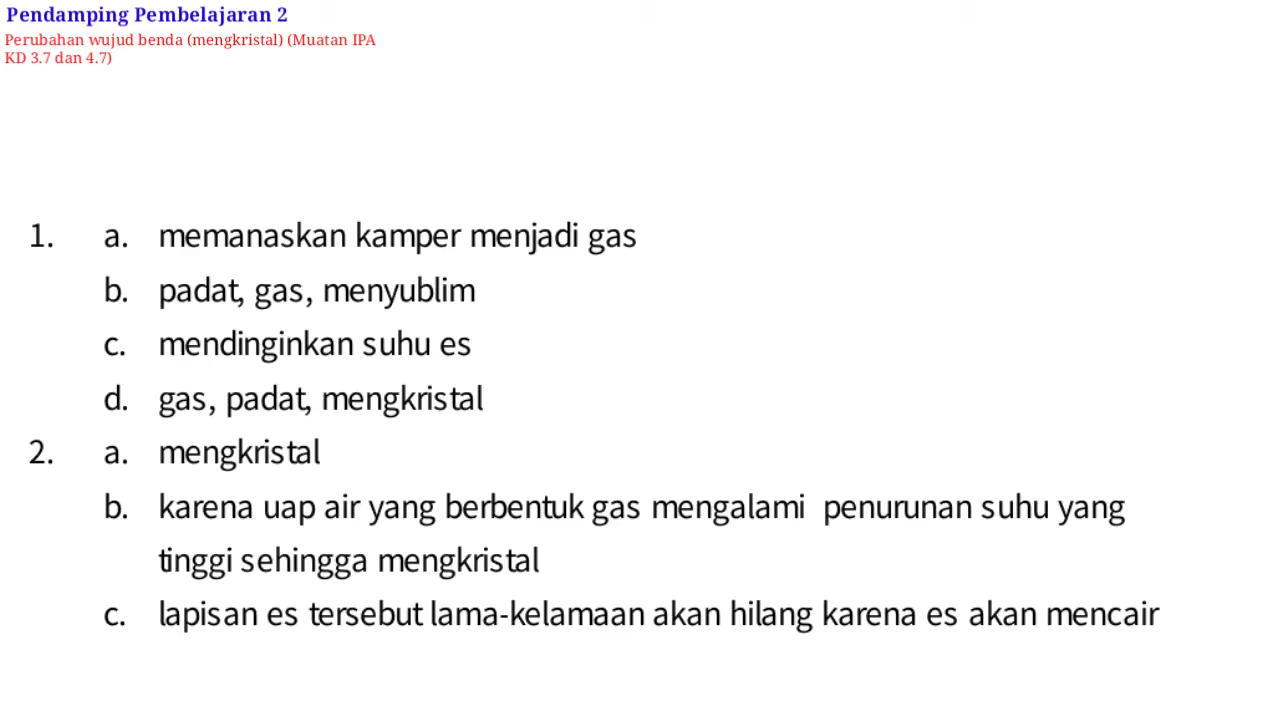 Pendamping Pembelajaran 2
Perubahan wujud benda (mengkristal) (Muatan IPA
KD 3.7 dan 4.7)
1. a. memanaskan kamper menjadi gas
b. padat, gas, menyublim
c. mendinginkan suhu es
d. gas, padat, mengkristal
2. a. mengkristal
b. karena uap air yang berbentuk gas mengalami penurunan suhu yang
tinggi sehingga mengkristal
c. lapisan es tersebut lama-kelamaan akan hilang karena es akan mencair